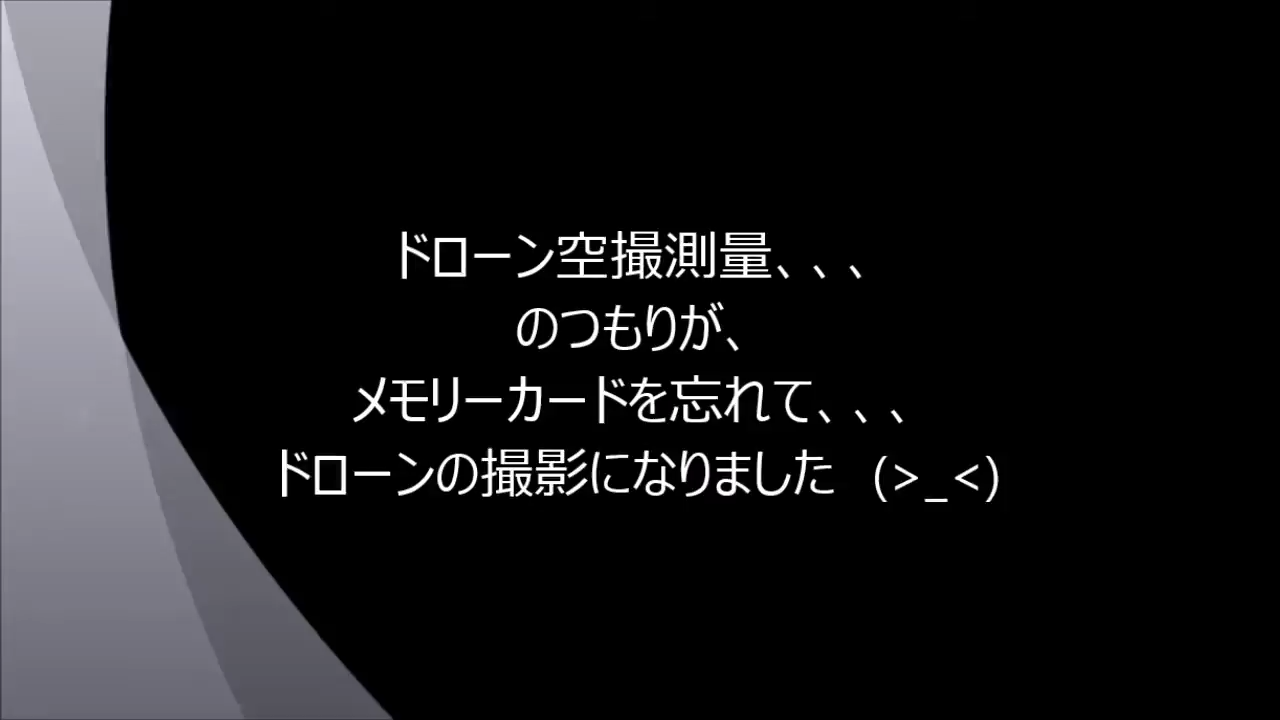 ドローン空撮測量、、、
のつもりが、
メモリーカードを忘れて、、、
ドローンの撮影になりました (>_<)